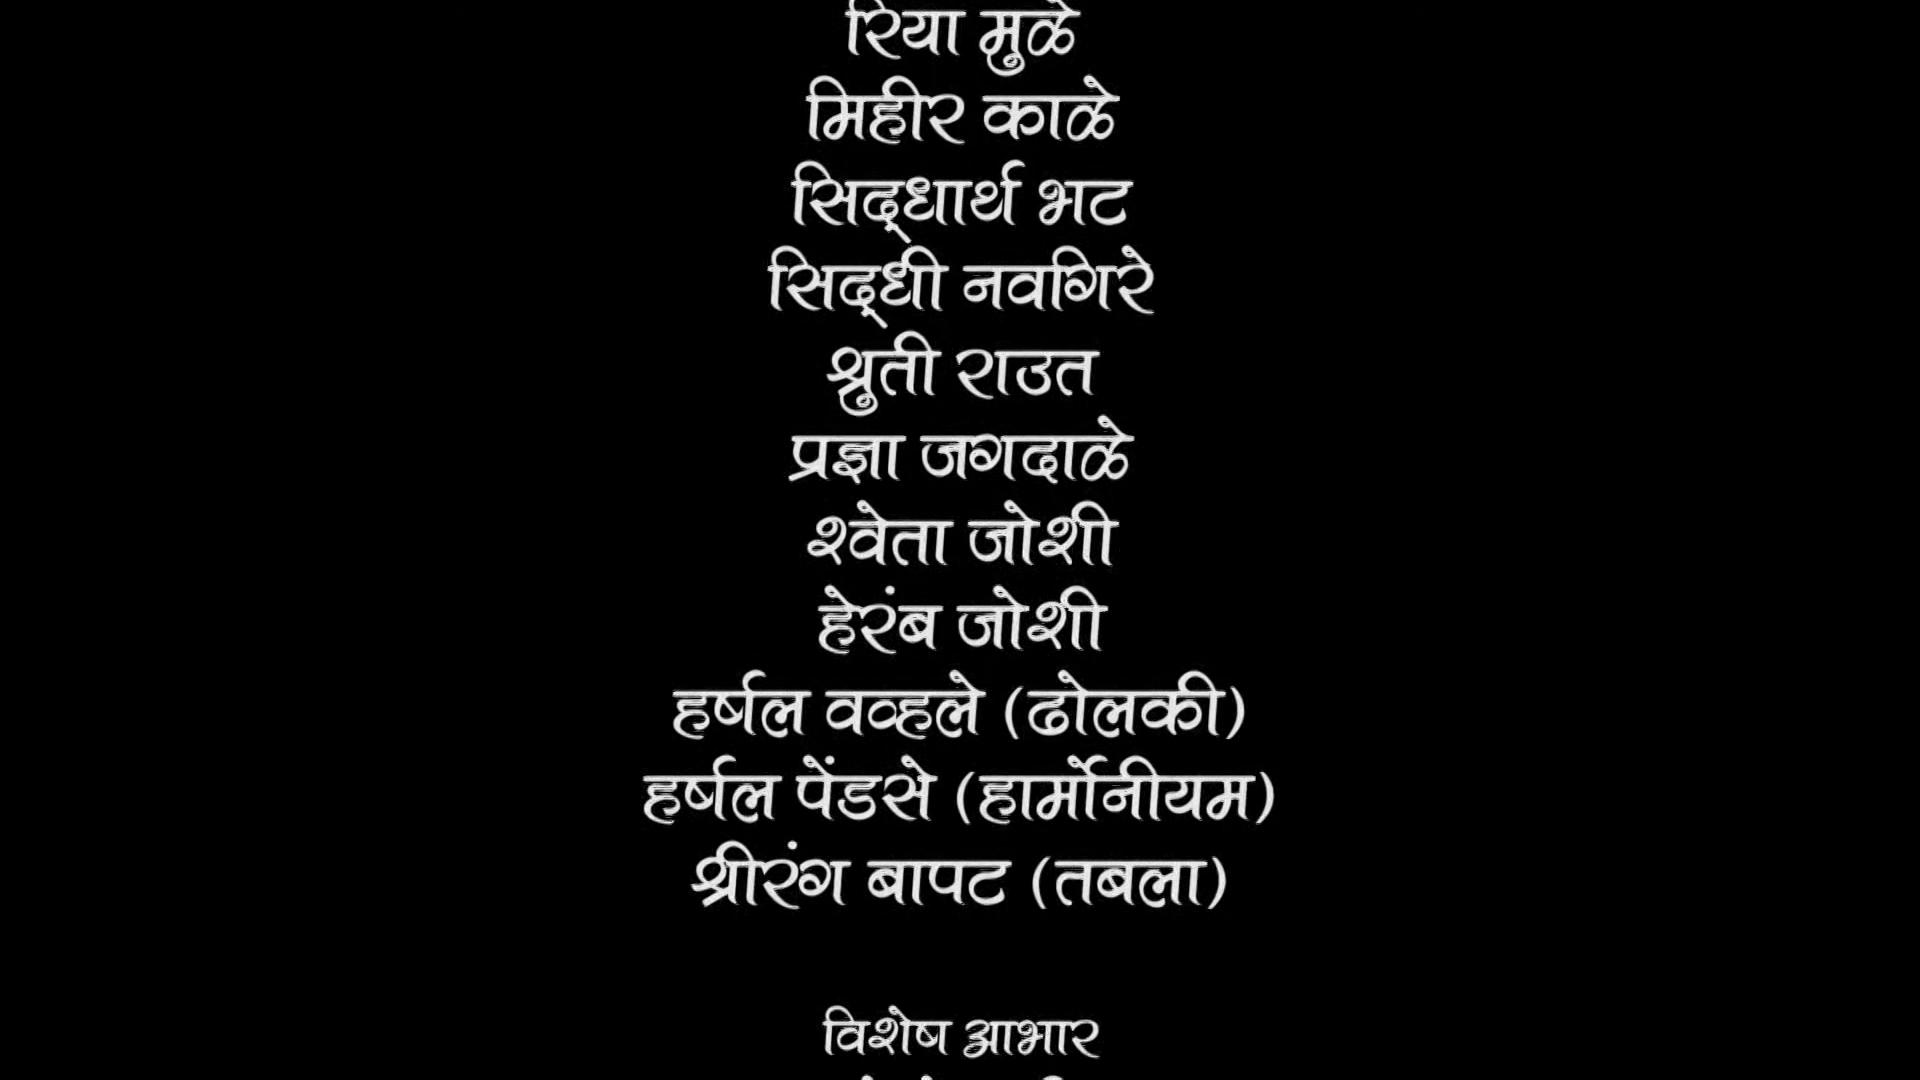 रिया मुळे
मिहीर काळे
सिद्‌धार्थ भट
सिद्‌धी नवगिरे
श्रुती राउत
प्रज्ञा जगदाळे
श्वेता जोशी
हेरंब जोशी
हर्षल वव्हले (ढोलकी)
हर्षल पेंडसे (हार्मोनीयम)
श्रीरंग बापट (तबला)
विशेष आभार